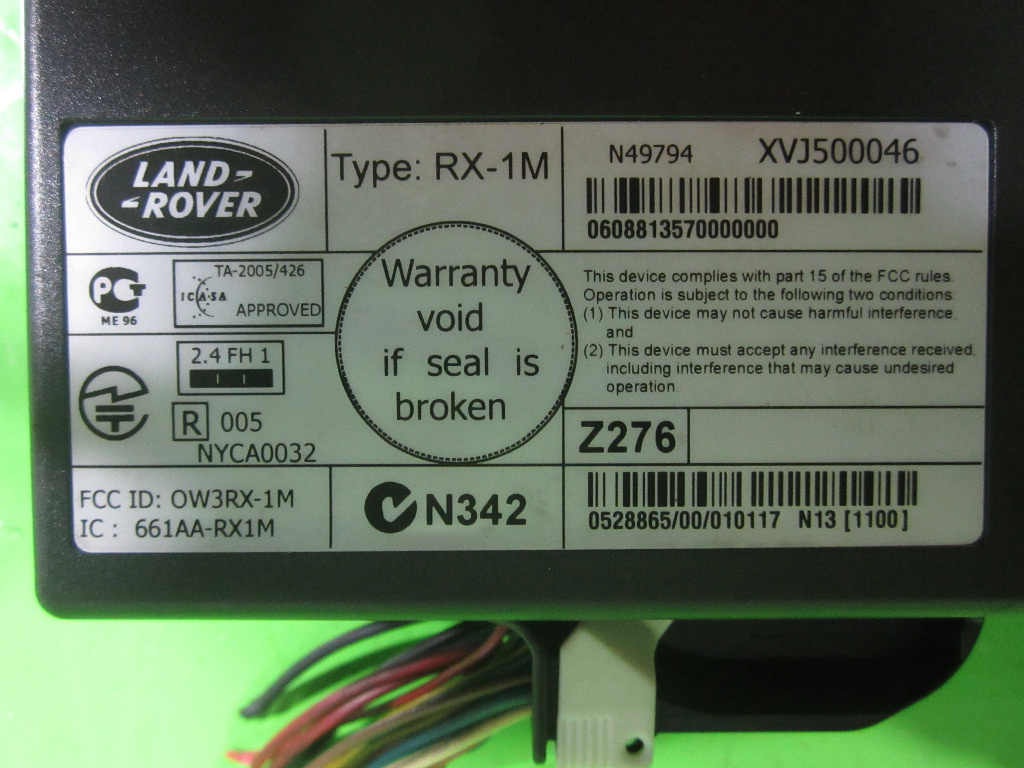 LAND-
-ROVER
Type: RX-1M
N49794 XVJ500046
0608813570000000
ME 96
TA-2005/426
ICASA
APPROVED
2.4 FH 1
R 005
NYCA0032
Warranty
void
if seal is
broken
This device complies with part 15 of the FCC rules.
Operation is subject to the following two conditions:
(1) This device may not cause harmful interference,
and
(2) This device must accept any interference received,
including interference that may cause undesired
operation.
Z276
FCC ID: OW3RX-1M
IC : 661AA-RX1M
N342
0528865/00/010117 N13 [1100]